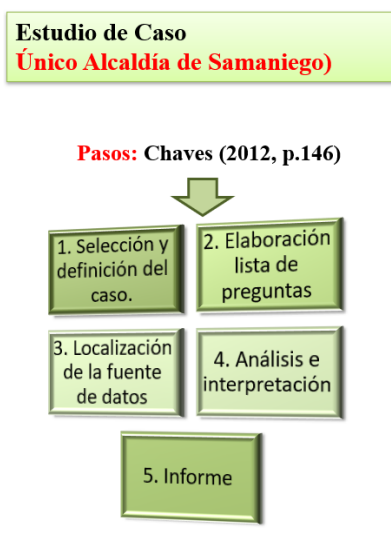 Estudio de Caso
Único Alcaldía de Samaniego)
Pasos: Chaves (2012, p.146)
1. Selección y
definición del
caso.
2. Elaboración
lista de
preguntas
3. Localización
de la fuente
de datos
4. Análisis e
interpretación
5. Informe